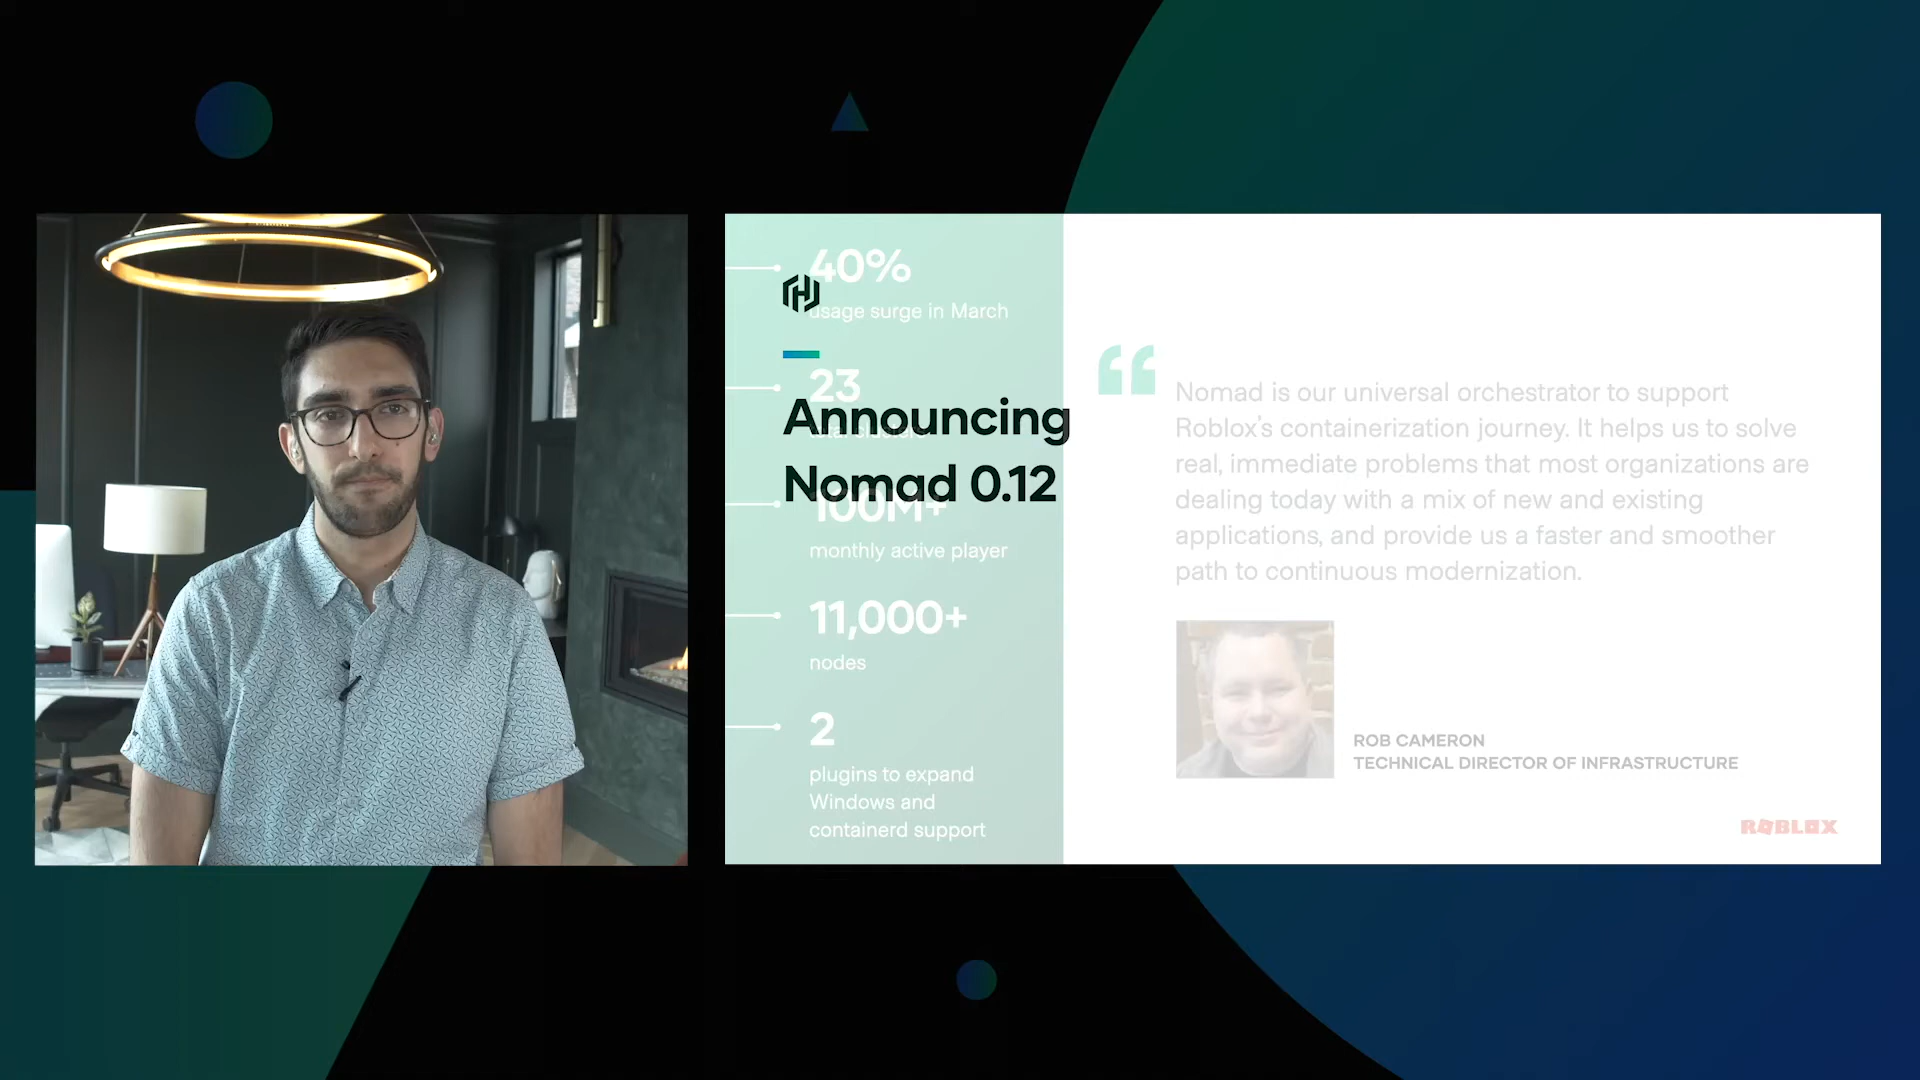 40%
usage surge in March
23
total clusters
Announcing
Nomad 0.12
100M+
monthly active player
11,000+
nodes
2
plugins to expand
Windows and
containerd support
Nomad is our universal orchestrator to support
Roblox's containerization journey. It helps us to solve
real, immediate problems that most organizations are
dealing today with a mix of new and existing
applications, and provide us a faster and smoother
path to continuous modernization.
ROB CAMERON
TECHNICAL DIRECTOR OF INFRASTRUCTURE
ROBLOX